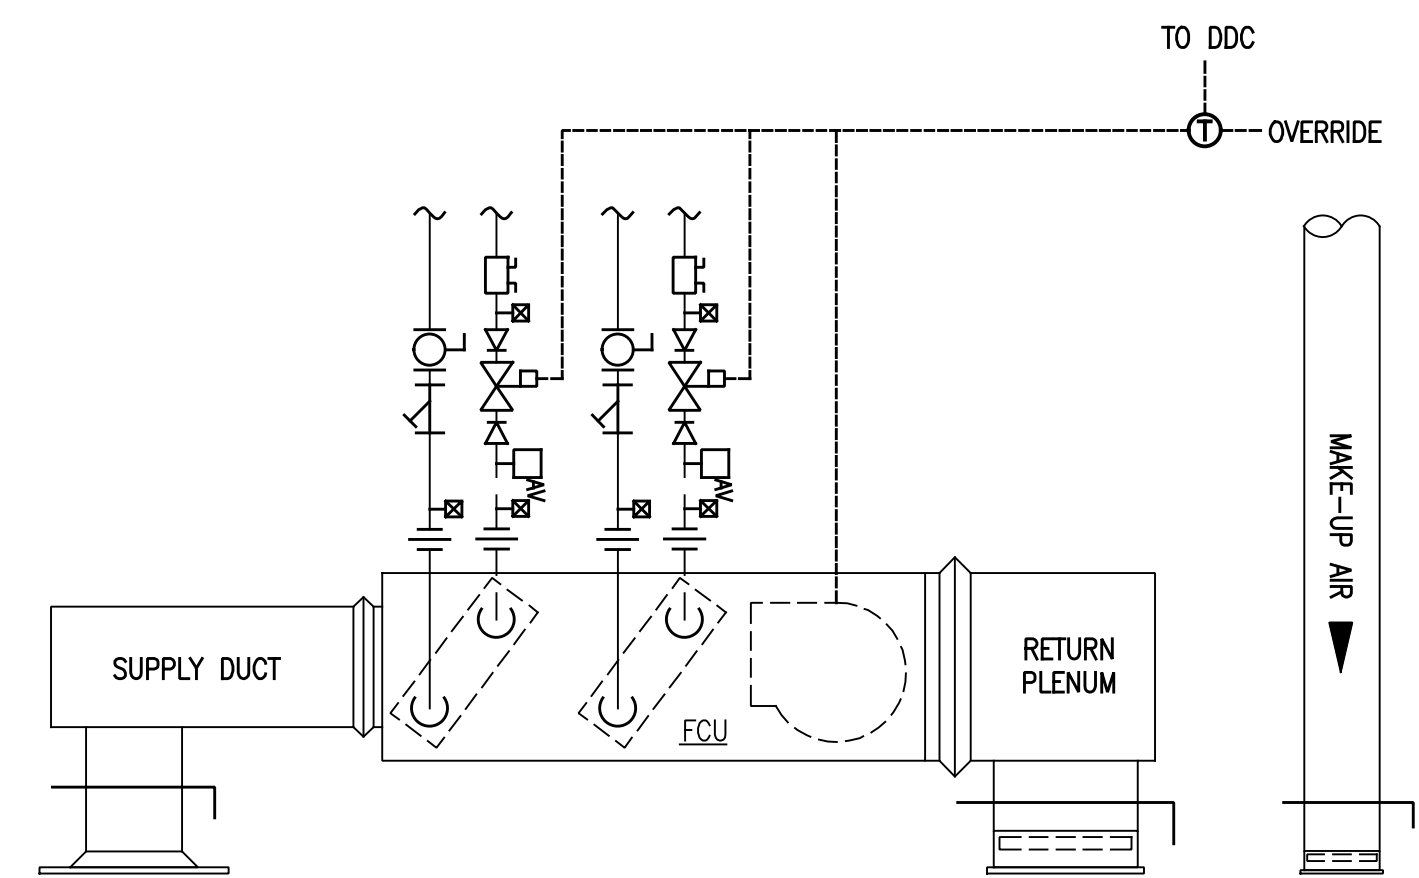 TO DDC
T
OVERRIDE
AV
AV
MAKE-UP AIR
SUPPLY DUCT
RETURN
PLENUM
FCU